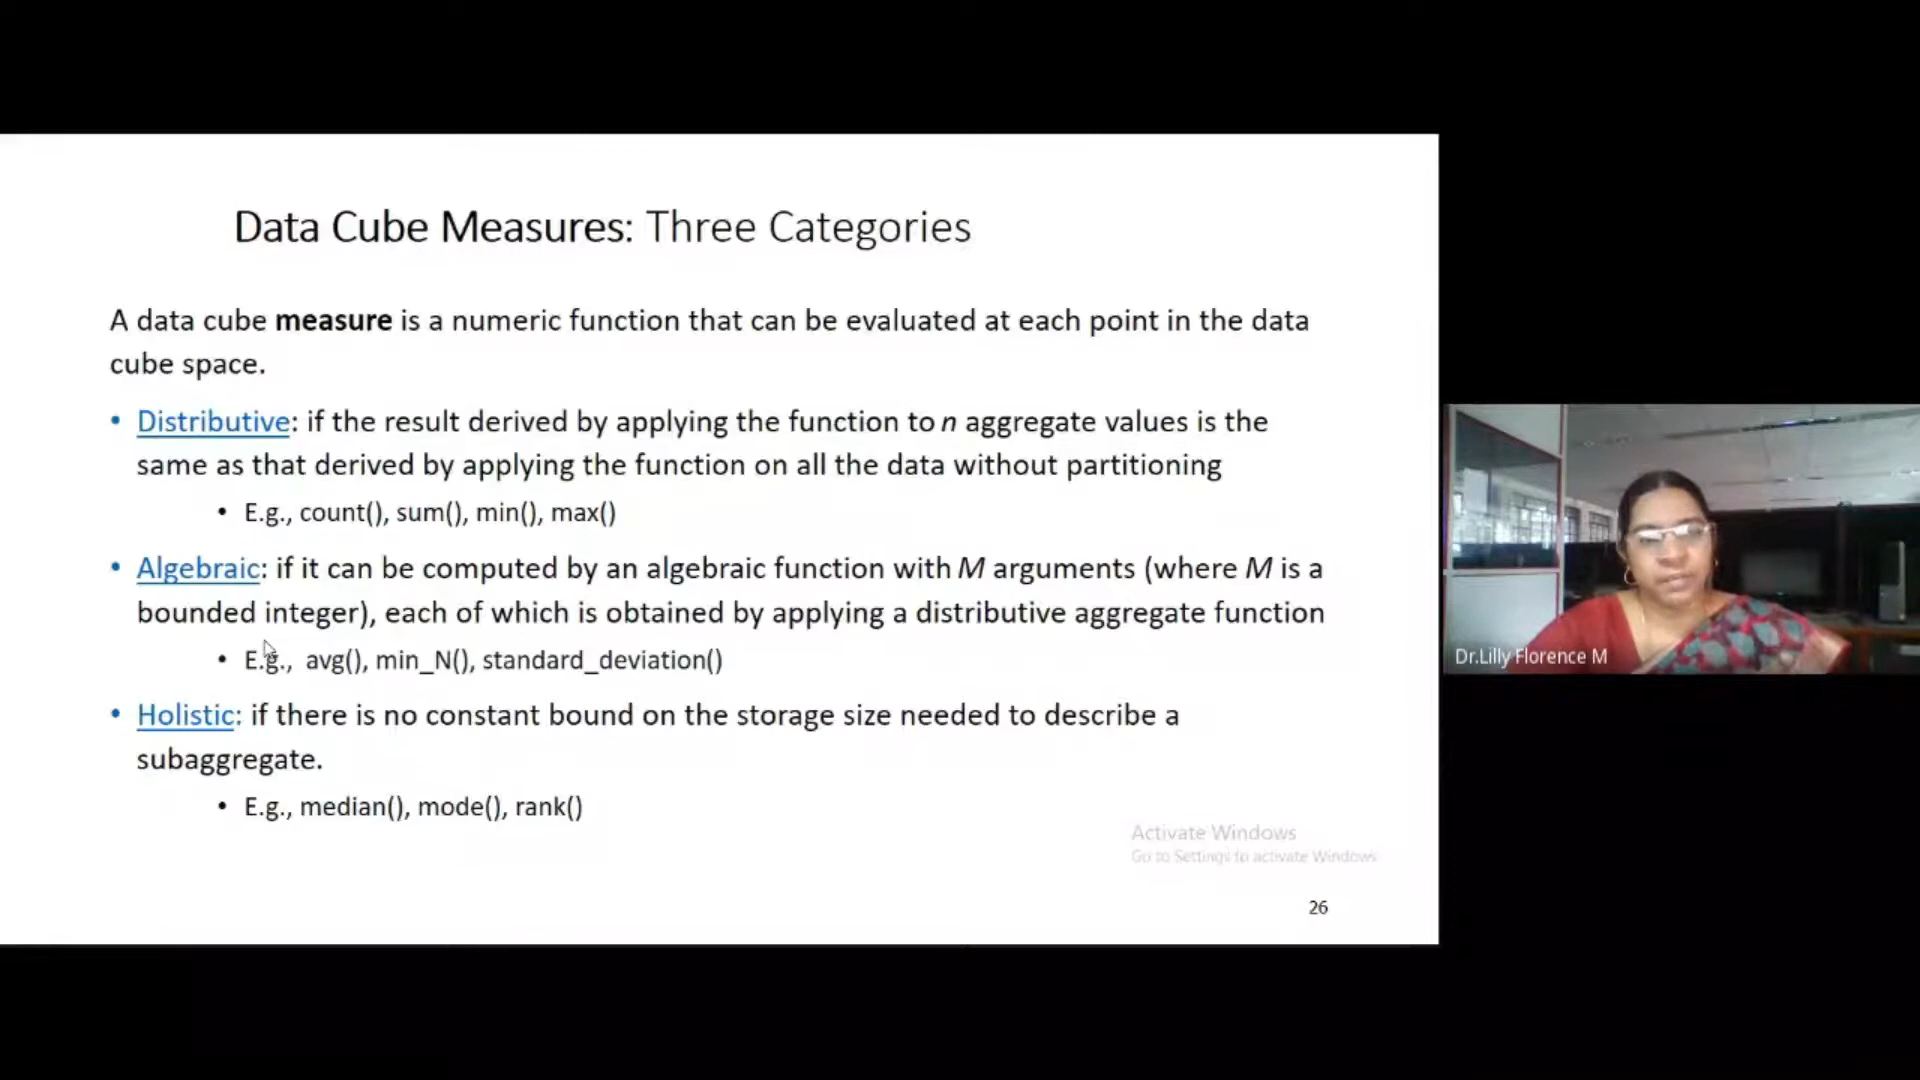 Data Cube Measures: Three Categories
A data cube measure is a numeric function that can be evaluated at each point in the data
cube space.
• Distributive: if the result derived by applying the function to n aggregate values is the
same as that derived by applying the function on all the data without partitioning
• E.g., count(), sum(), min(), max()
• Algebraic: if it can be computed by an algebraic function with M arguments (where M is a
bounded integer), each of which is obtained by applying a distributive aggregate function
• E.g., avg(), min_N(), standard_deviation()
• Holistic: if there is no constant bound on the storage size needed to describe a
subaggregate.
• E.g., median(), mode(), rank()
Activate Windows
Go to Settings to activate Windows
26
Dr.Lilly Florence M